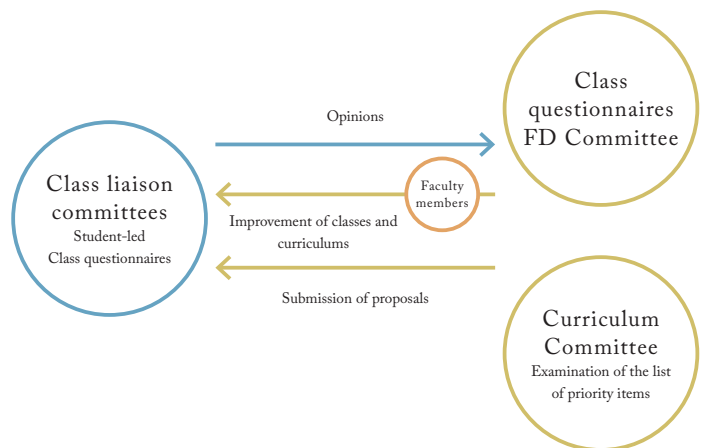 Class
questionnaires
FD Committee
Opinions
Class liaison
committees
Student-led
Class questionnaires
Faculty
members
Improvement of classes and
curriculums
Submission of proposals
Curriculum
Committee
Examination of the list
of priority items